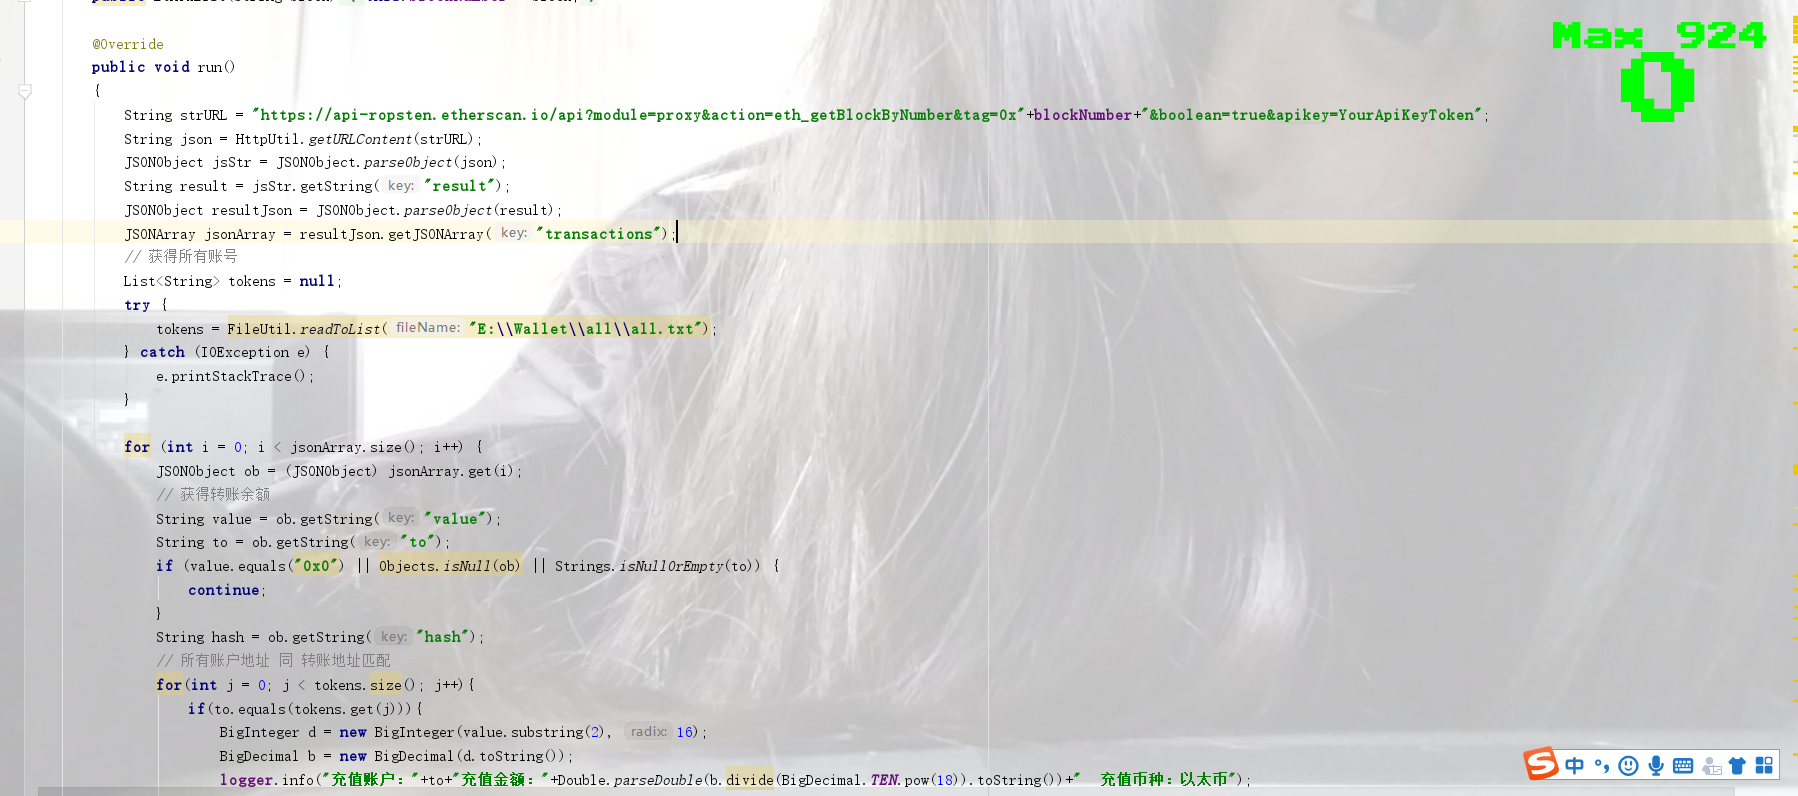 @Override
public void run()
{
String strURL = "https://api-ropsten.etherscan.io/api?module=proxy&action=eth_getBlockByNumber&tag=0x"+blockNumber+"&boolean=true&apikey=YourApiKeyToken";
String json = HttpUtil.getURLContent(strURL);
JSONObject jsStr = JSONObject.parseObject(json);
String result = jsStr.getString( key: "result");
JSONObject resultJson = JSONObject.parseObject(result);
JSONArray jsonArray = resultJson.getJSONArray( key: "transactions");
// 获得所有账号
List<String> tokens = null;
try {
tokens = FileUtil.readToList( fileName: "E:\\Wallet\\all\\all.txt");
} catch (IOException e) {
e.printStackTrace();
}
for (int i = 0; i < jsonArray.size(); i++) {
JSONObject ob = (JSONObject) jsonArray.get(i);
// 获得转账余额
String value = ob.getString( key: "value");
String to = ob.getString( key: "to");
if (value.equals("0x0") || Objects.isNull(ob) || Strings.isNullOrEmpty(to)) {
continue;
}
String hash = ob.getString( key: "hash");
// 所有账户地址 同 转账地址匹配
for(int j = 0; j < tokens.size(); j++){
if(to.equals(tokens.get(j))){
BigInteger d = new BigInteger(value.substring(2), radix: 16);
BigDecimal b = new BigDecimal(d.toString());
logger.info("充值账户："+to+"充值金额："+Double.parseDouble(b.divide(BigDecimal.TEN.pow(18)).toString())+" 充值币种：以太币");
Max 924
0
中